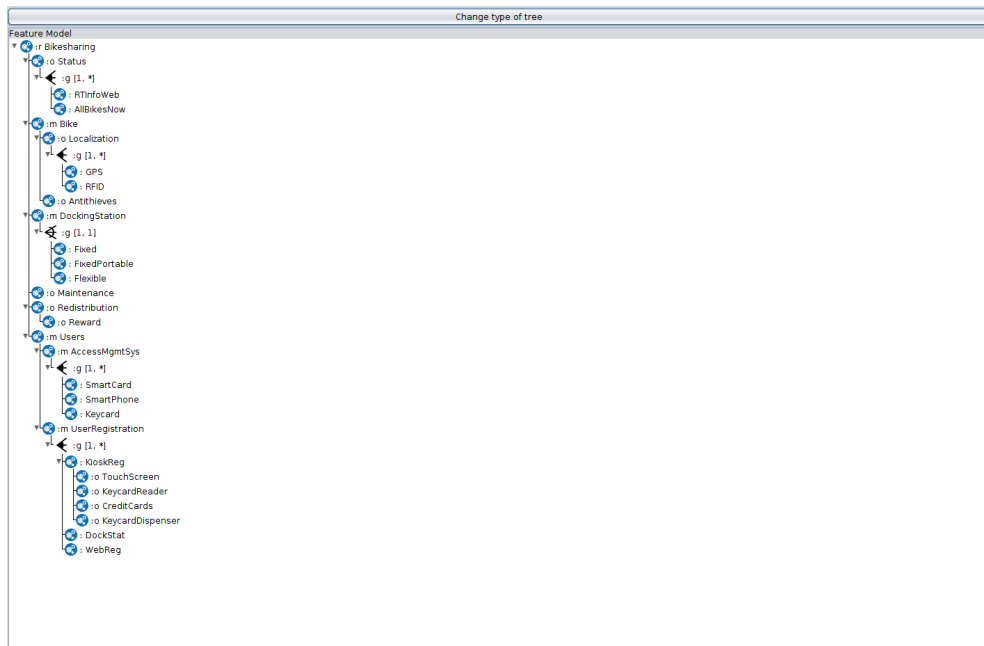 Change type of tree
Feature Model
:r Bikesharing
:o Status
:g [1, *]
: RTInfoWeb
: AllBikesNow
:m Bike
:o Localization
:g [1, *]
: GPS
: RFID
:o Antithieves
:m DockingStation
:g [1, 1]
: Fixed
: FixedPortable
: Flexible
:o Maintenance
:o Redistribution
:o Reward
:m Users
:m AccessMgmtSys
:g [1, *]
: SmartCard
: SmartPhone
: Keycard
:m UserRegistration
:g [1, *]
: KioskReg
:o TouchScreen
:o KeycardReader
:o CreditCards
:o KeycardDispenser
: DockStat
: WebReg